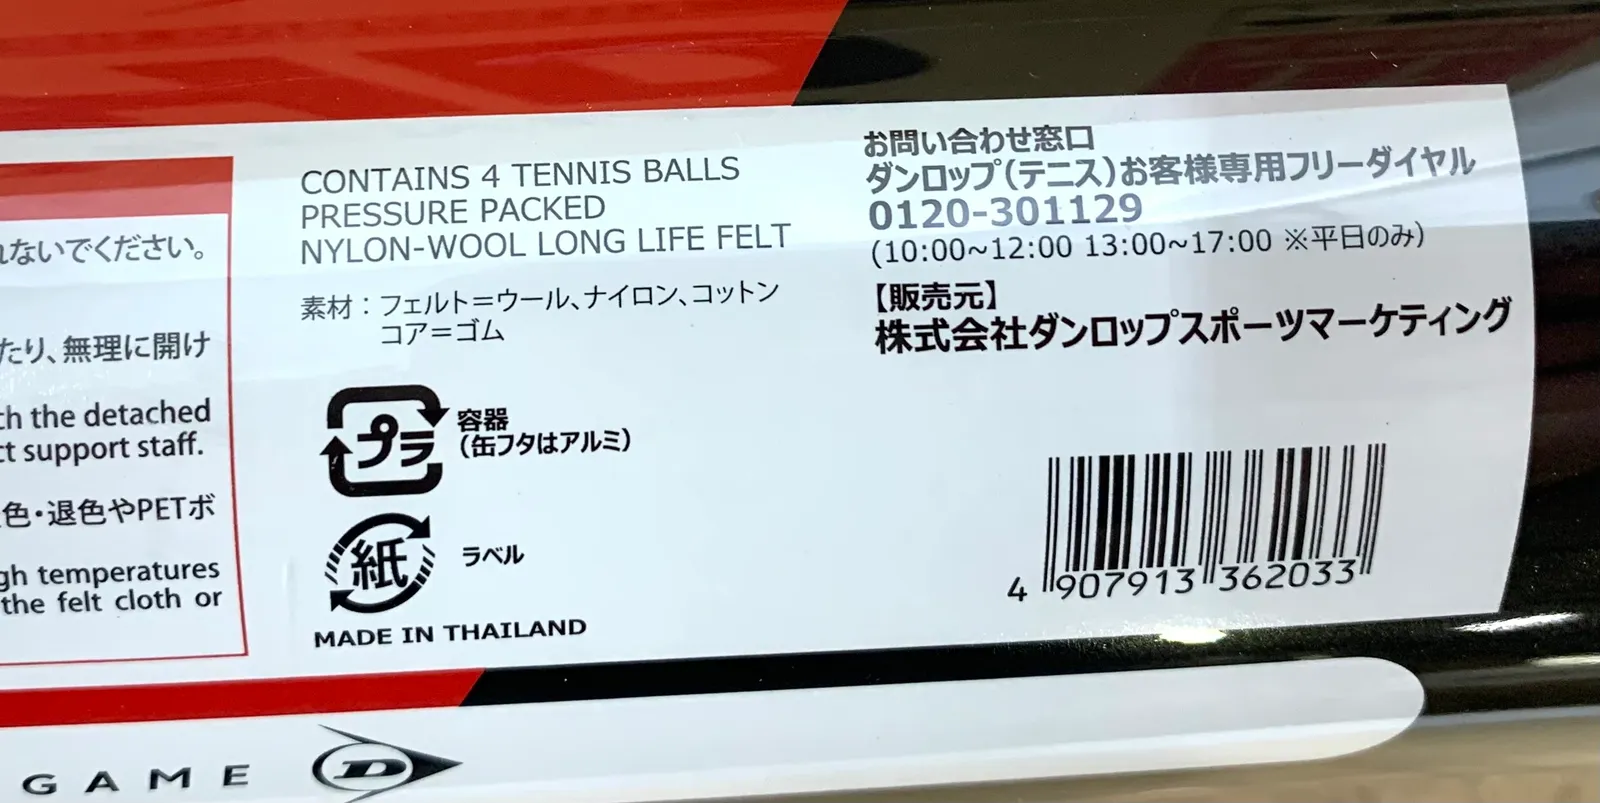 れないでください。
たり、無理に開け
ch the detached
ct support staff.
色・退色やPETボ
gh temperatures
the felt cloth or
CONTAINS 4 TENNIS BALLS
PRESSURE PACKED
NYLON-WOOL LONG LIFE FELT
素材：フェルト＝ウール、ナイロン、コットン
コア＝ゴム
プラ
容器
（缶フタはアルミ）
紙
ラベル
MADE IN THAILAND
お問い合わせ窓口
ダンロップ（テニス）お客様専用フリーダイヤル
0120-301129
（10:00~12:00 13:00~17:00 ※平日のみ）
【販売元】
株式会社ダンロップスポーツマーケティング
4 907913 362033
GAME
D